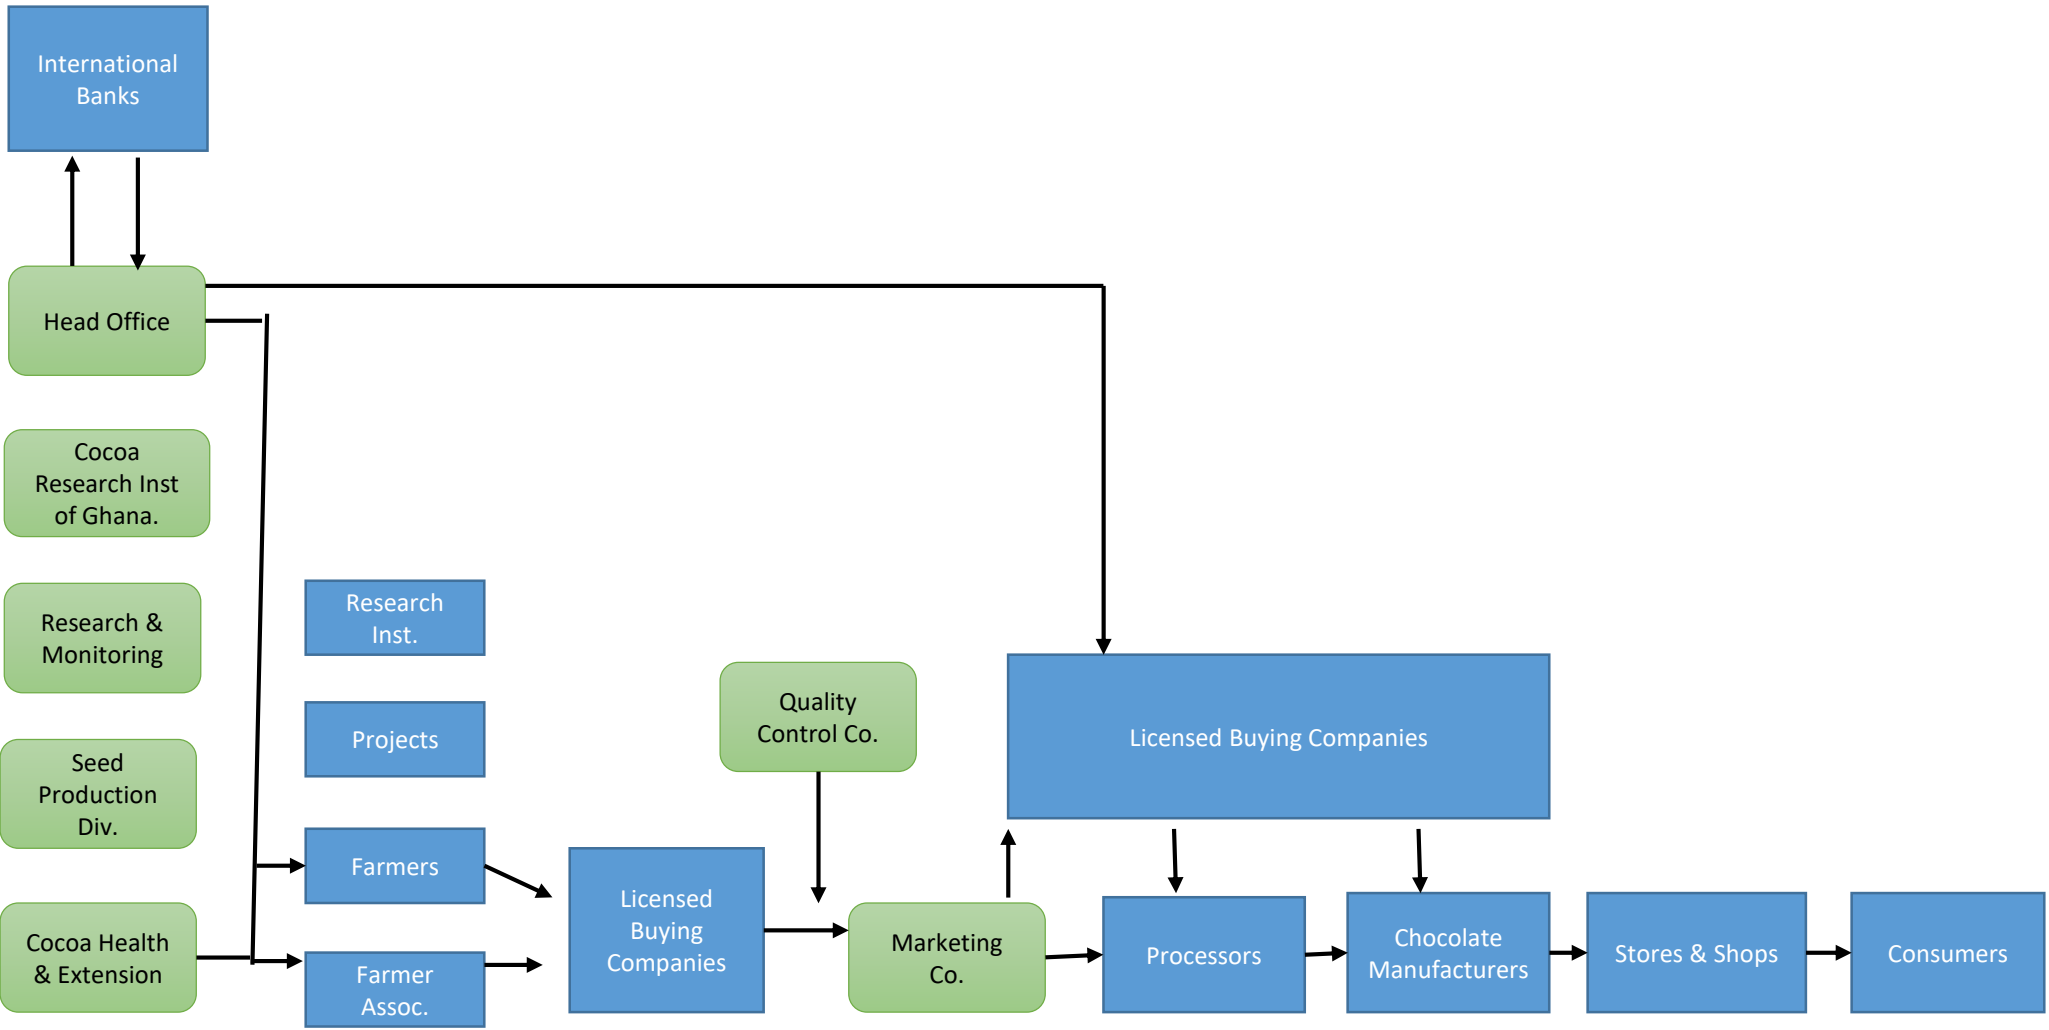 International
Banks
Head Office
Cocoa
Research Inst
of Ghana.
Research &
Monitoring
Seed
Production
Div.
Cocoa Health
& Extension
Research
Inst.
Projects
Farmers
Farmer
Assoc.
Licensed
Buying
Companies
Quality
Control Co.
Marketing
Co.
Licensed Buying Companies
Processors
Chocolate
Manufacturers
Stores & Shops
Consumers